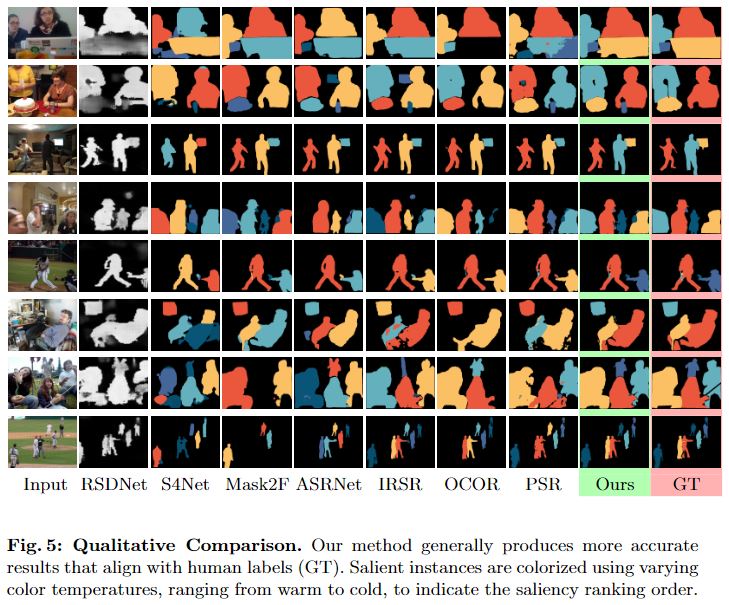 Input RSDNet S4Net Mask2F ASRNet IRSR OCOR PSR Ours GT
Fig. 5: Qualitative Comparison. Our method generally produces more accurate
results that align with human labels (GT). Salient instances are colorized using varying
color temperatures, ranging from warm to cold, to indicate the saliency ranking order.